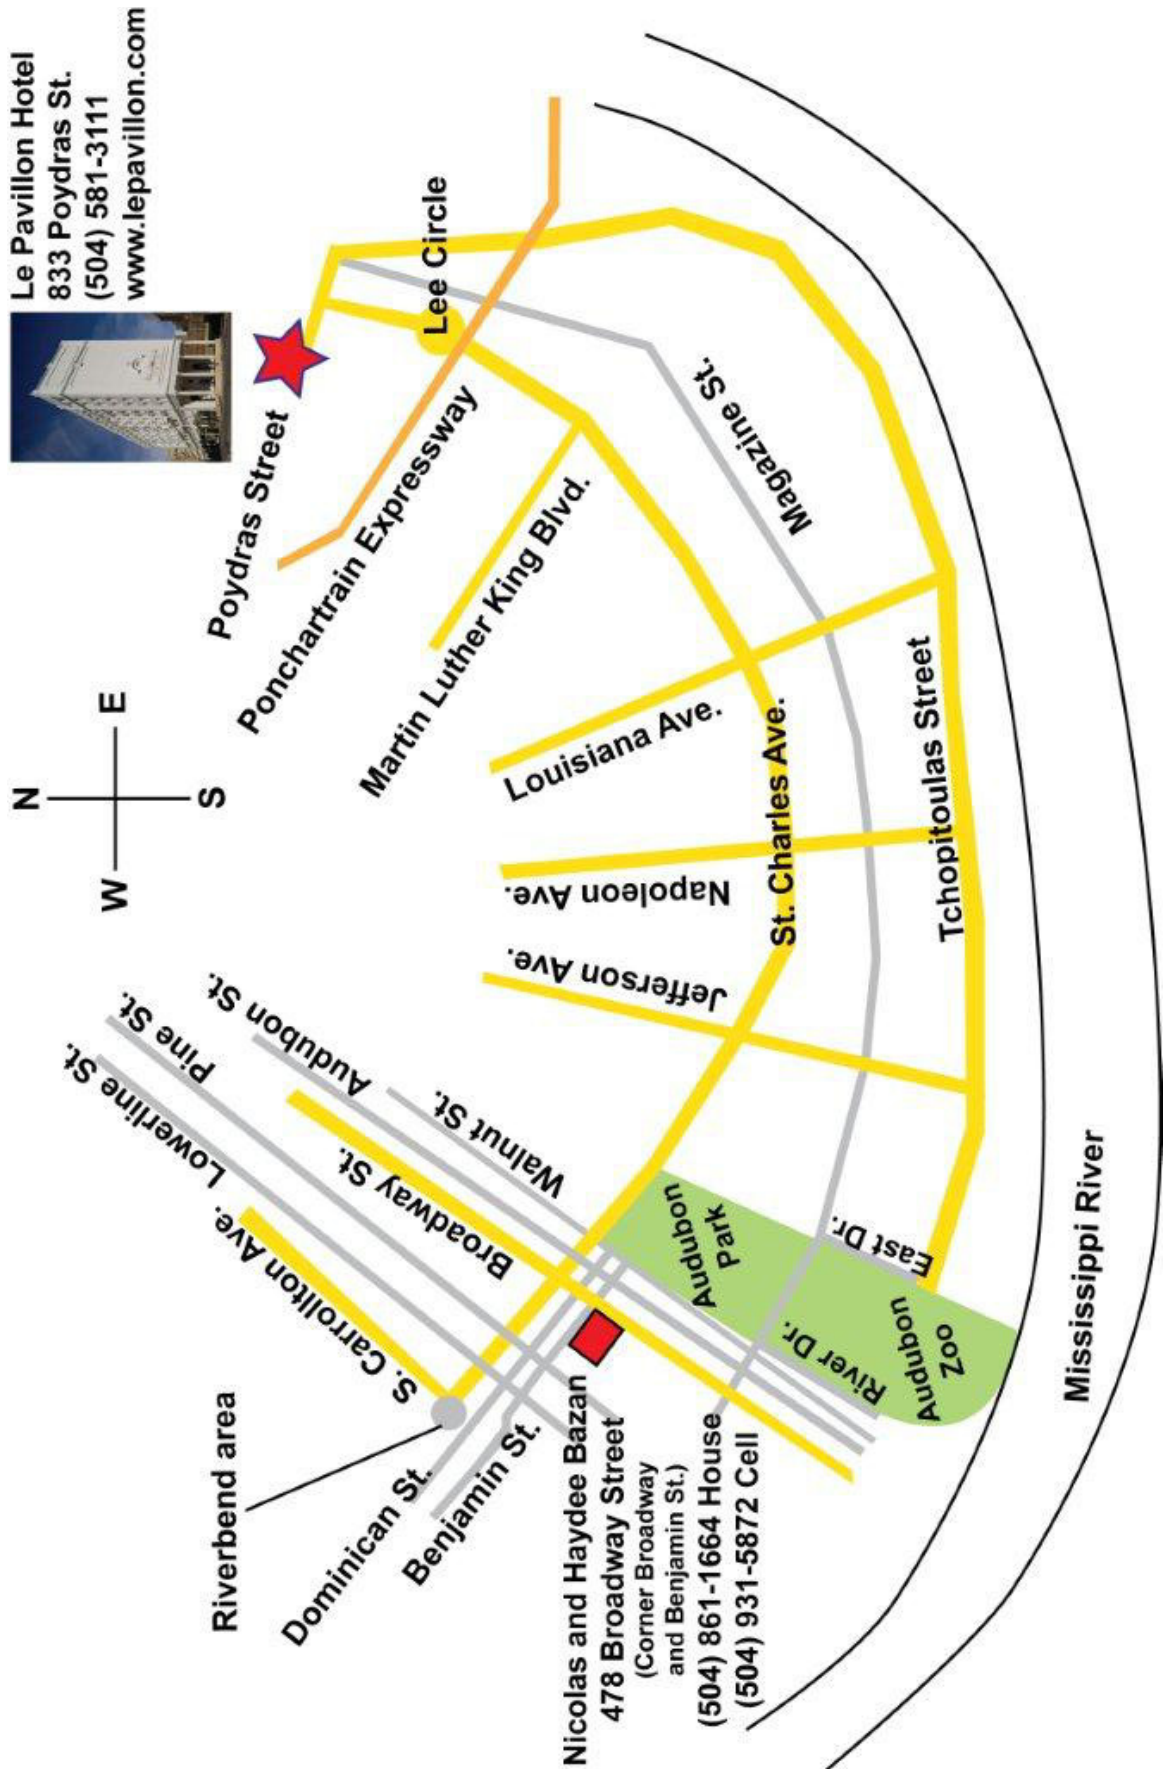 Le Pavillon Hotel
833 Poydras St.
(504) 581-3111
www.lepavillon.com
N
W
E
S
Poydras Street
Lee Circle
Ponchartrain Expressway
Martin Luther King Blvd.
Magazine St.
Louisiana Ave.
Napoleon Ave.
Jefferson Ave.
St. Charles Ave.
Tchopitoulas Street
Audubon St.
Pine St.
Lowerline St.
Walnut St.
Broadway St.
S. Carrollton Ave.
Riverbend area
Dominican St.
Benjamin St.
Audubon
Park
East Dr.
River Dr.
Audubon
Zoo
Mississippi River
Nicolas and Haydee Bazan
478 Broadway Street
(Corner Broadway
and Benjamin St.)
(504) 861-1664 House
(504) 931-5872 Cell